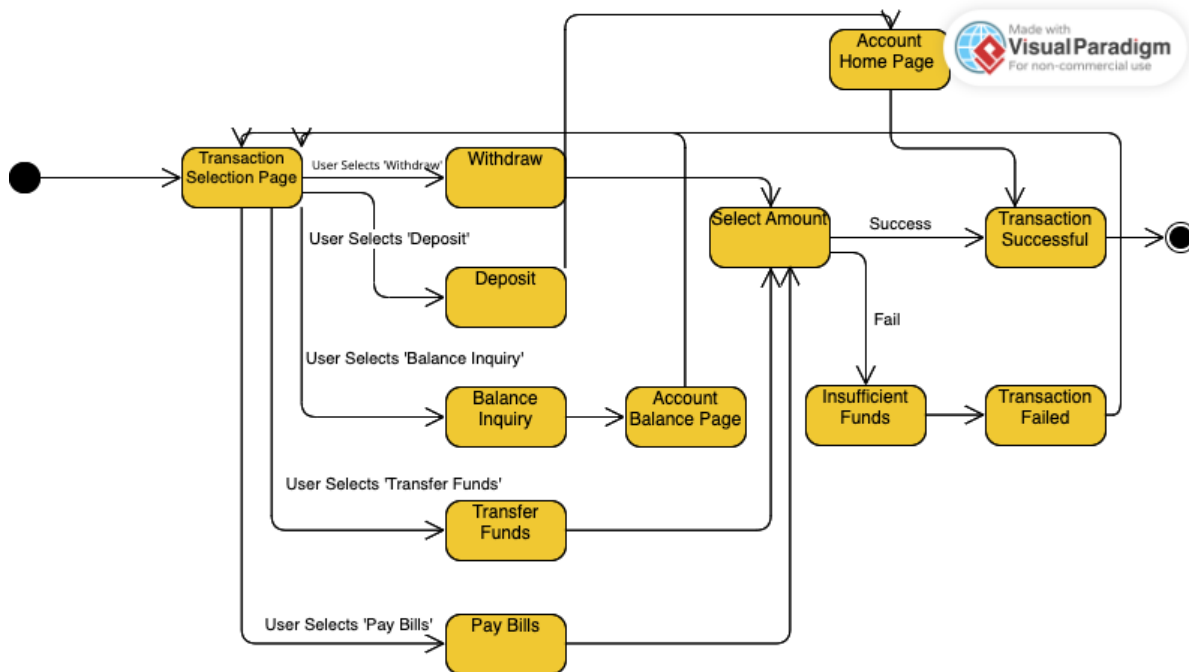 Made with
Visual Paradigm
For non-commercial use
Account
Home Page
Transaction
Selection Page
User Selects 'Withdraw'
Withdraw
User Selects 'Deposit'
Deposit
Select Amount
Success
Transaction
Successful
Fail
User Selects 'Balance Inquiry'
Balance
Inquiry
Account
Balance Page
Insufficient
Funds
Transaction
Failed
User Selects 'Transfer Funds'
Transfer
Funds
User Selects 'Pay Bills'
Pay Bills